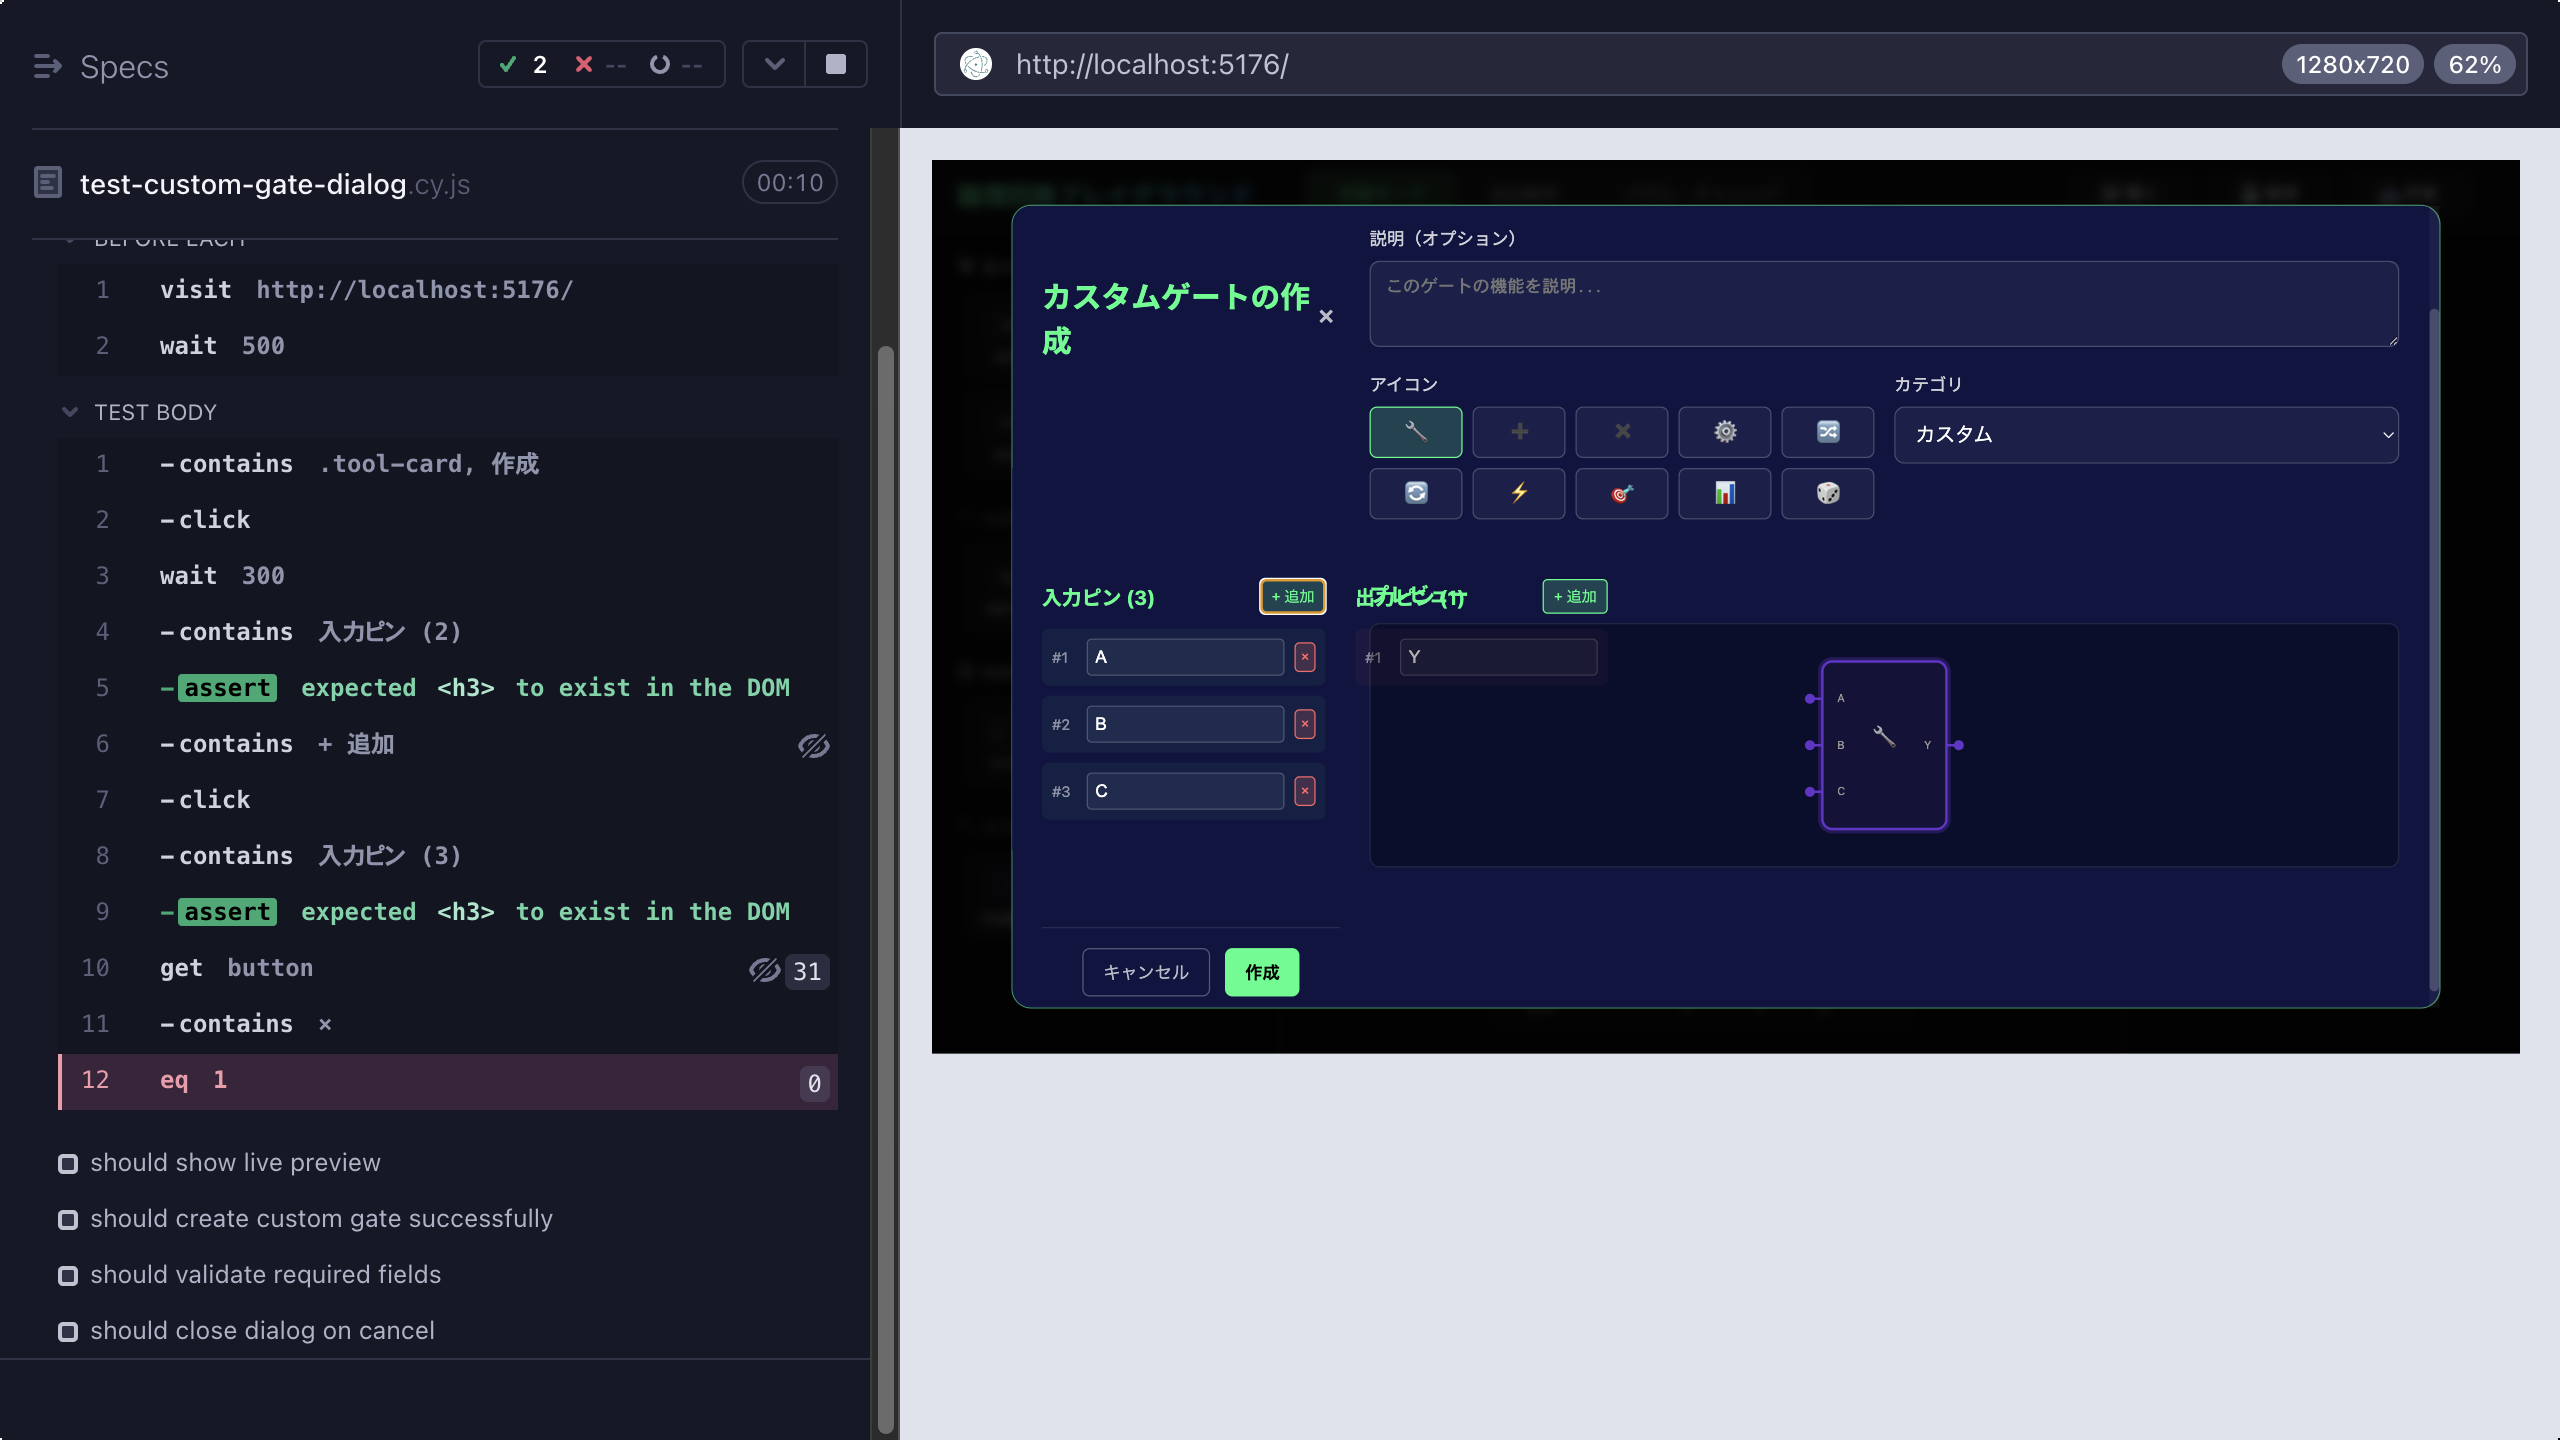 Specs
2 -- --
test-custom-gate-dialog.cy.js
00:10
BEFORE EACH
1 visit http://localhost:5176/
2 wait 500
TEST BODY
1 -contains .tool-card, 作成
2 -click
3 wait 300
4 -contains 入力ピン (2)
5 -assert expected <h3> to exist in the DOM
6 -contains + 追加
7 -click
8 -contains 入力ピン (3)
9 -assert expected <h3> to exist in the DOM
10 get button 31
11 -contains ×
12 eq 1 0
should show live preview
should create custom gate successfully
should validate required fields
should close dialog on cancel
http://localhost:5176/
1280x720
62%
カスタムゲートの作
成
×
説明（オプション）
このゲートの機能を説明...
アイコン
カテゴリ
カスタム
入力ピン (3)
+ 追加
#1 A ×
#2 B ×
#3 C ×
+ 追加
#1 Y
A
B
C
Y
キャンセル
作成